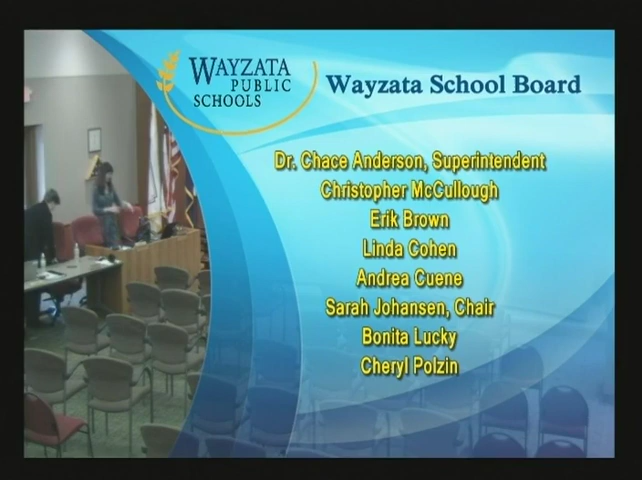 WAYZATA
PUBLIC
SCHOOLS
Wayzata School Board
Dr. Chace Anderson, Superintendent
Christopher McCullough
Erik Brown
Linda Cohen
Andrea Cuene
Sarah Johansen, Chair
Bonita Lucky
Cheryl Polzin